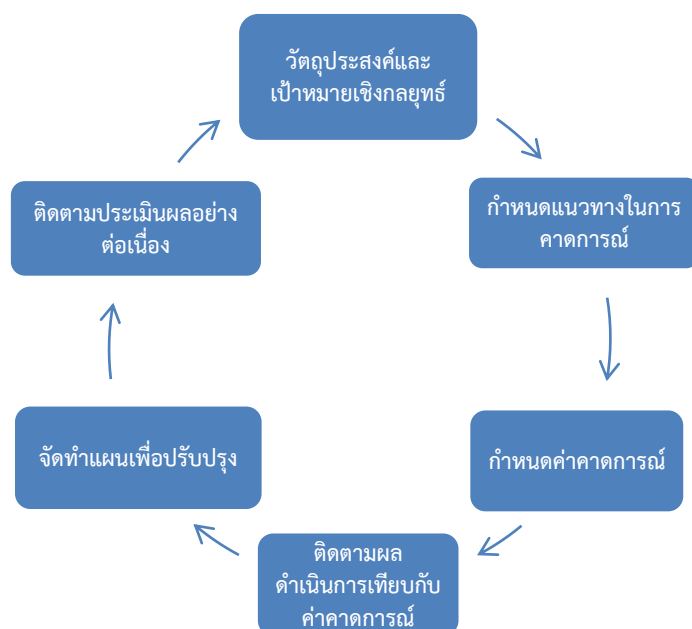 วัตถุประสงค์และ
เป้าหมายเชิงกลยุทธ์
กำหนดแนวทางในการ
คาดการณ์
กำหนดค่าคาดการณ์
ติดตามผล
ดำเนินการเทียบกับ
ค่าคาดการณ์
จัดทำแผนเพื่อปรับปรุง
ติดตามประเมินผลอย่าง
ต่อเนื่อง